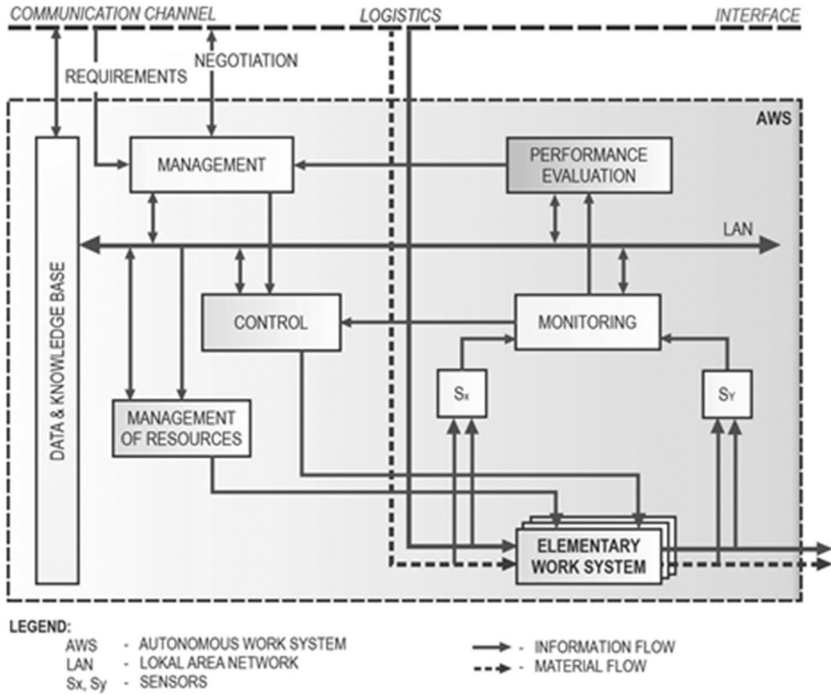 COMMUNICATION CHANNEL
LOGISTICS
INTERFACE
REQUIREMENTS
NEGOTIATION
AWS
MANAGEMENT
PERFORMANCE
EVALUATION
LAN
DATA & KNOWLEDGE BASE
CONTROL
MONITORING
Sx
SY
MANAGEMENT
OF RESOURCES
ELEMENTARY
WORK SYSTEM
LEGEND:
AWS - AUTONOMOUS WORK SYSTEM
LAN - LOKAL AREA NETWORK
Sx, Sy - SENSORS
- INFORMATION FLOW
- MATERIAL FLOW